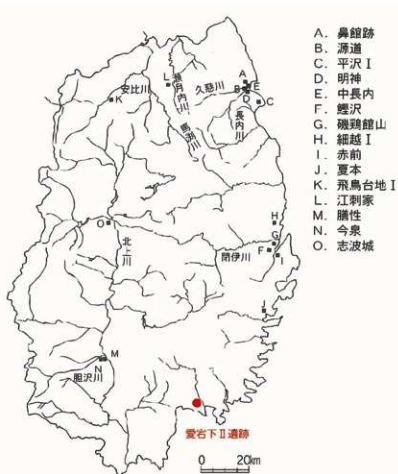 A. 鼻館跡
B. 源道
C. 平沢Ⅰ
D. 明神
E. 中長内
F. 鰹沢
G. 磯鶏館山
H. 細越Ⅰ
I. 赤前
J. 夏本
K. 飛鳥台地Ⅰ
L. 江刺家
M. 膳性
N. 今泉
O. 志波城
安比川
K
L
瀬月内川
馬淵川
久慈川
A
B
E
D
C
長内川
O
北上川
H
G
F
I
閉伊川
J
M
N
胆沢川
愛宕下Ⅱ遺跡
0 20km